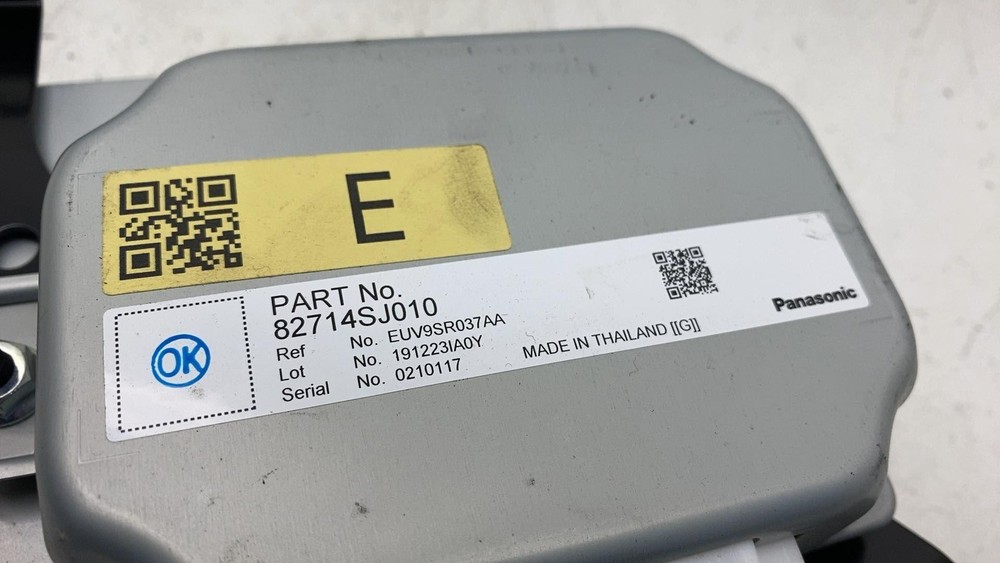 E
PART No.
82714SJ010
Ref No. EUV9SR037AA
Lot No. 191223IA0Y
Serial No. 0210117
MADE IN THAILAND [[G]]
Panasonic
OK